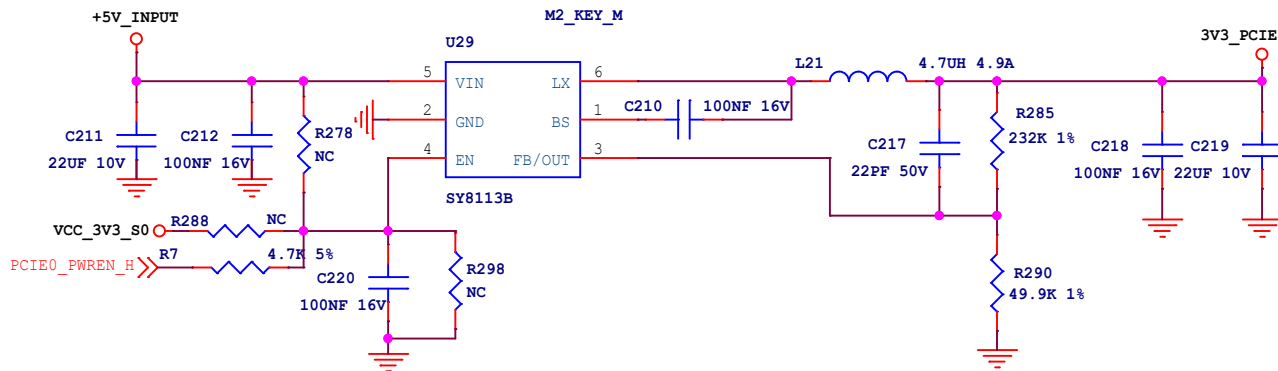 +5V_INPUT
M2_KEY_M
3V3_PCIE
U29
5 VIN LX 6
L21 4.7UH 4.9A
2 GND BS 1
C210 100NF 16V
4 EN FB/OUT 3
SY8113B
C211
22UF 10V
C212
100NF 16V
R278
NC
C217
22PF 50V
R285
232K 1%
C218
100NF 16V
C219
22UF 10V
VCC_3V3_S0 R288 NC
PCIE0_PWREN_H R7 4.7K 5%
C220
100NF 16V
R298
NC
R290
49.9K 1%